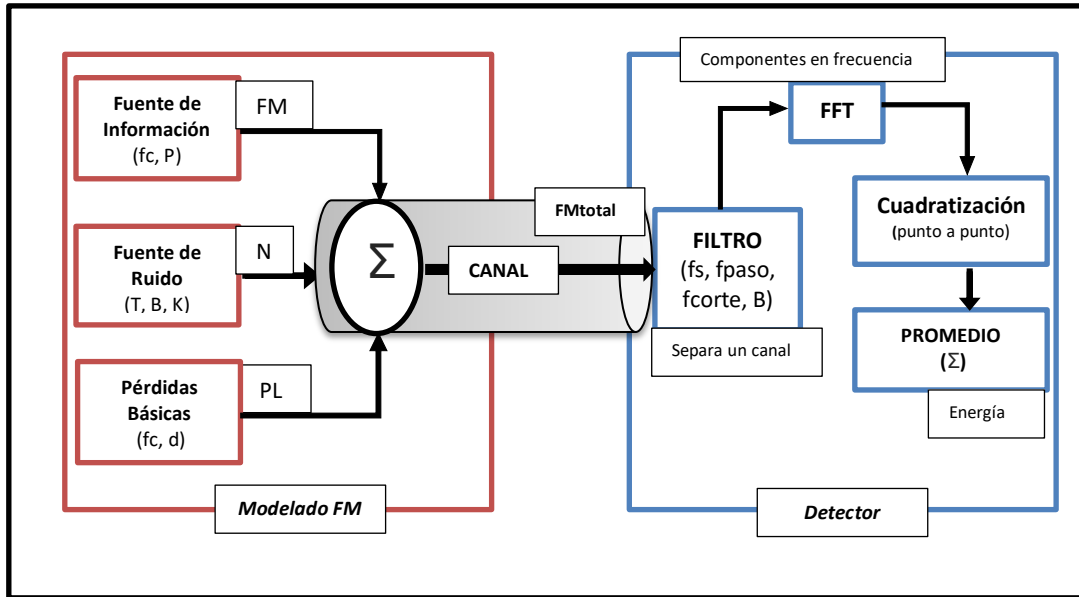 Fuente de
Información
(fc, P)
FM
Fuente de
Ruido
(T, B, K)
N
Pérdidas
Básicas
(fc, d)
PL
Modelado FM
Σ
CANAL
FMtotal
FILTRO
(fs, fpaso,
fcorte, B)
Separa un canal
Componentes en frecuencia
FFT
Cuadratización
(punto a punto)
PROMEDIO
(Σ)
Energía
Detector